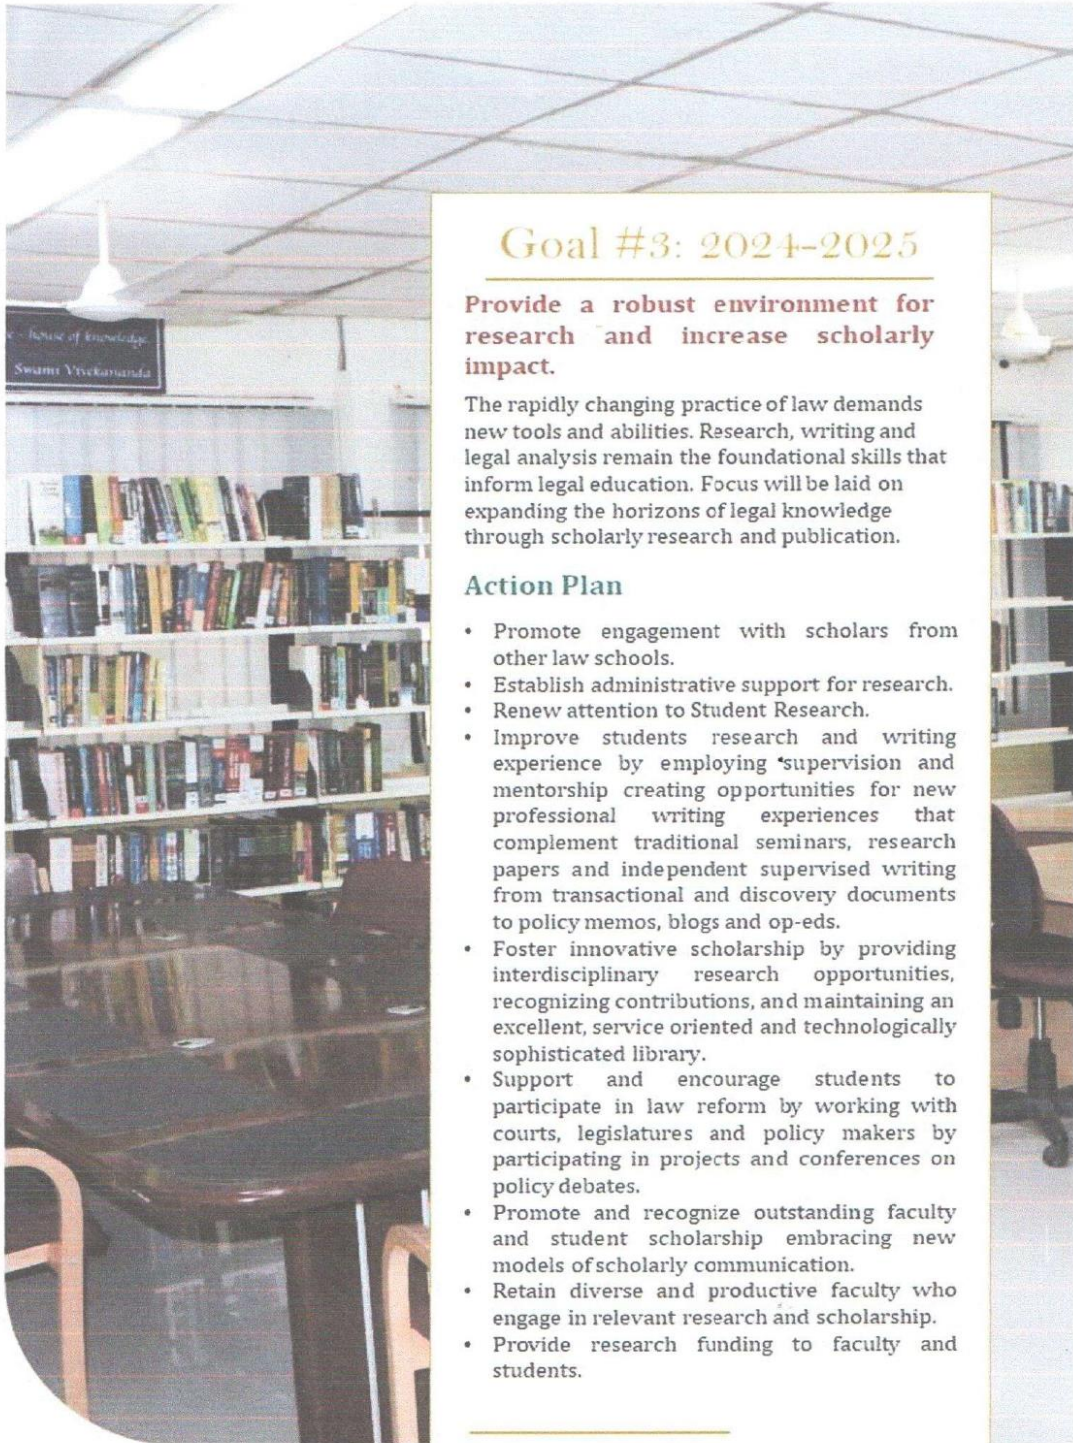 - house of knowledge
Swami Vivekananda
Goal #3: 2024-2025
Provide a robust environment for
research and increase scholarly
impact.
The rapidly changing practice of law demands
new tools and abilities. Research, writing and
legal analysis remain the foundational skills that
inform legal education. Focus will be laid on
expanding the horizons of legal knowledge
through scholarly research and publication.
Action Plan
• Promote engagement with scholars from
other law schools.
• Establish administrative support for research.
• Renew attention to Student Research.
• Improve students research and writing
experience by employing supervision and
mentorship creating opportunities for new
professional writing experiences that
complement traditional seminars, research
papers and independent supervised writing
from transactional and discovery documents
to policy memos, blogs and op-eds.
• Foster innovative scholarship by providing
interdisciplinary research opportunities,
recognizing contributions, and maintaining an
excellent, service oriented and technologically
sophisticated library.
• Support and encourage students to
participate in law reform by working with
courts, legislatures and policy makers by
participating in projects and conferences on
policy debates.
• Promote and recognize outstanding faculty
and student scholarship embracing new
models of scholarly communication.
• Retain diverse and productive faculty who
engage in relevant research and scholarship.
• Provide research funding to faculty and
students.